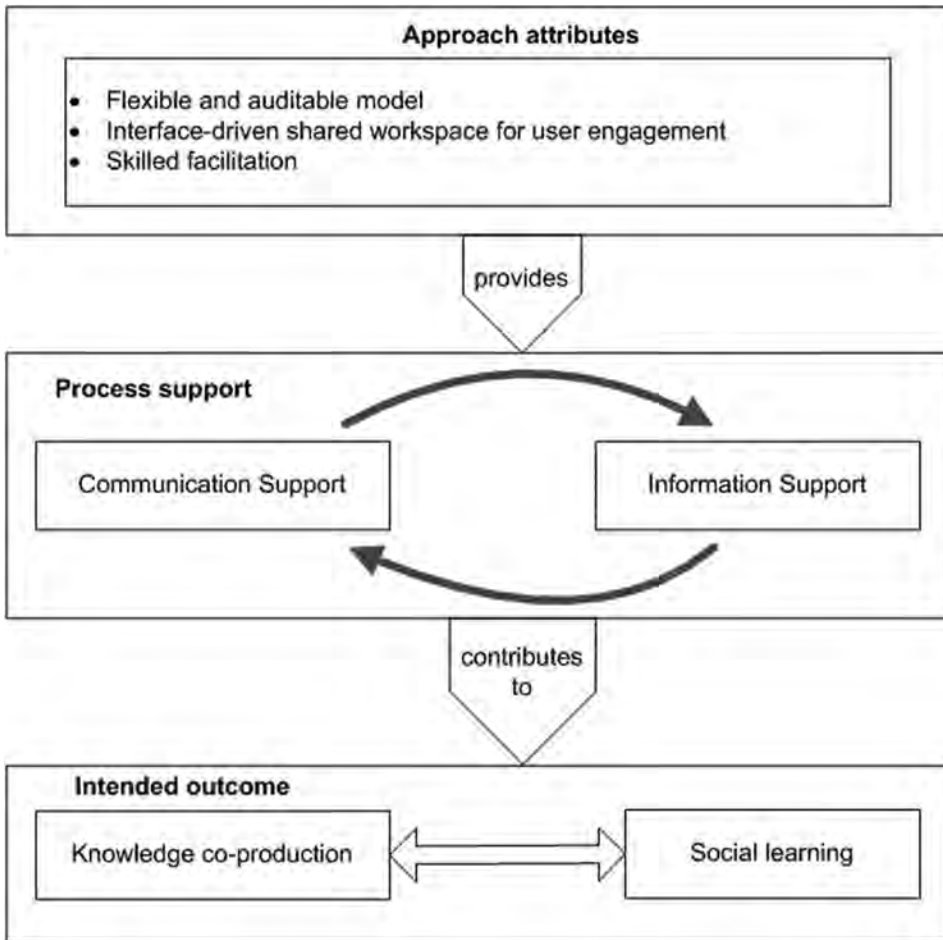 Approach attributes
• Flexible and auditable model
• Interface-driven shared workspace for user engagement
• Skilled facilitation
provides
Process support
Communication Support
Information Support
contributes
to
Intended outcome
Knowledge co-production
Social learning